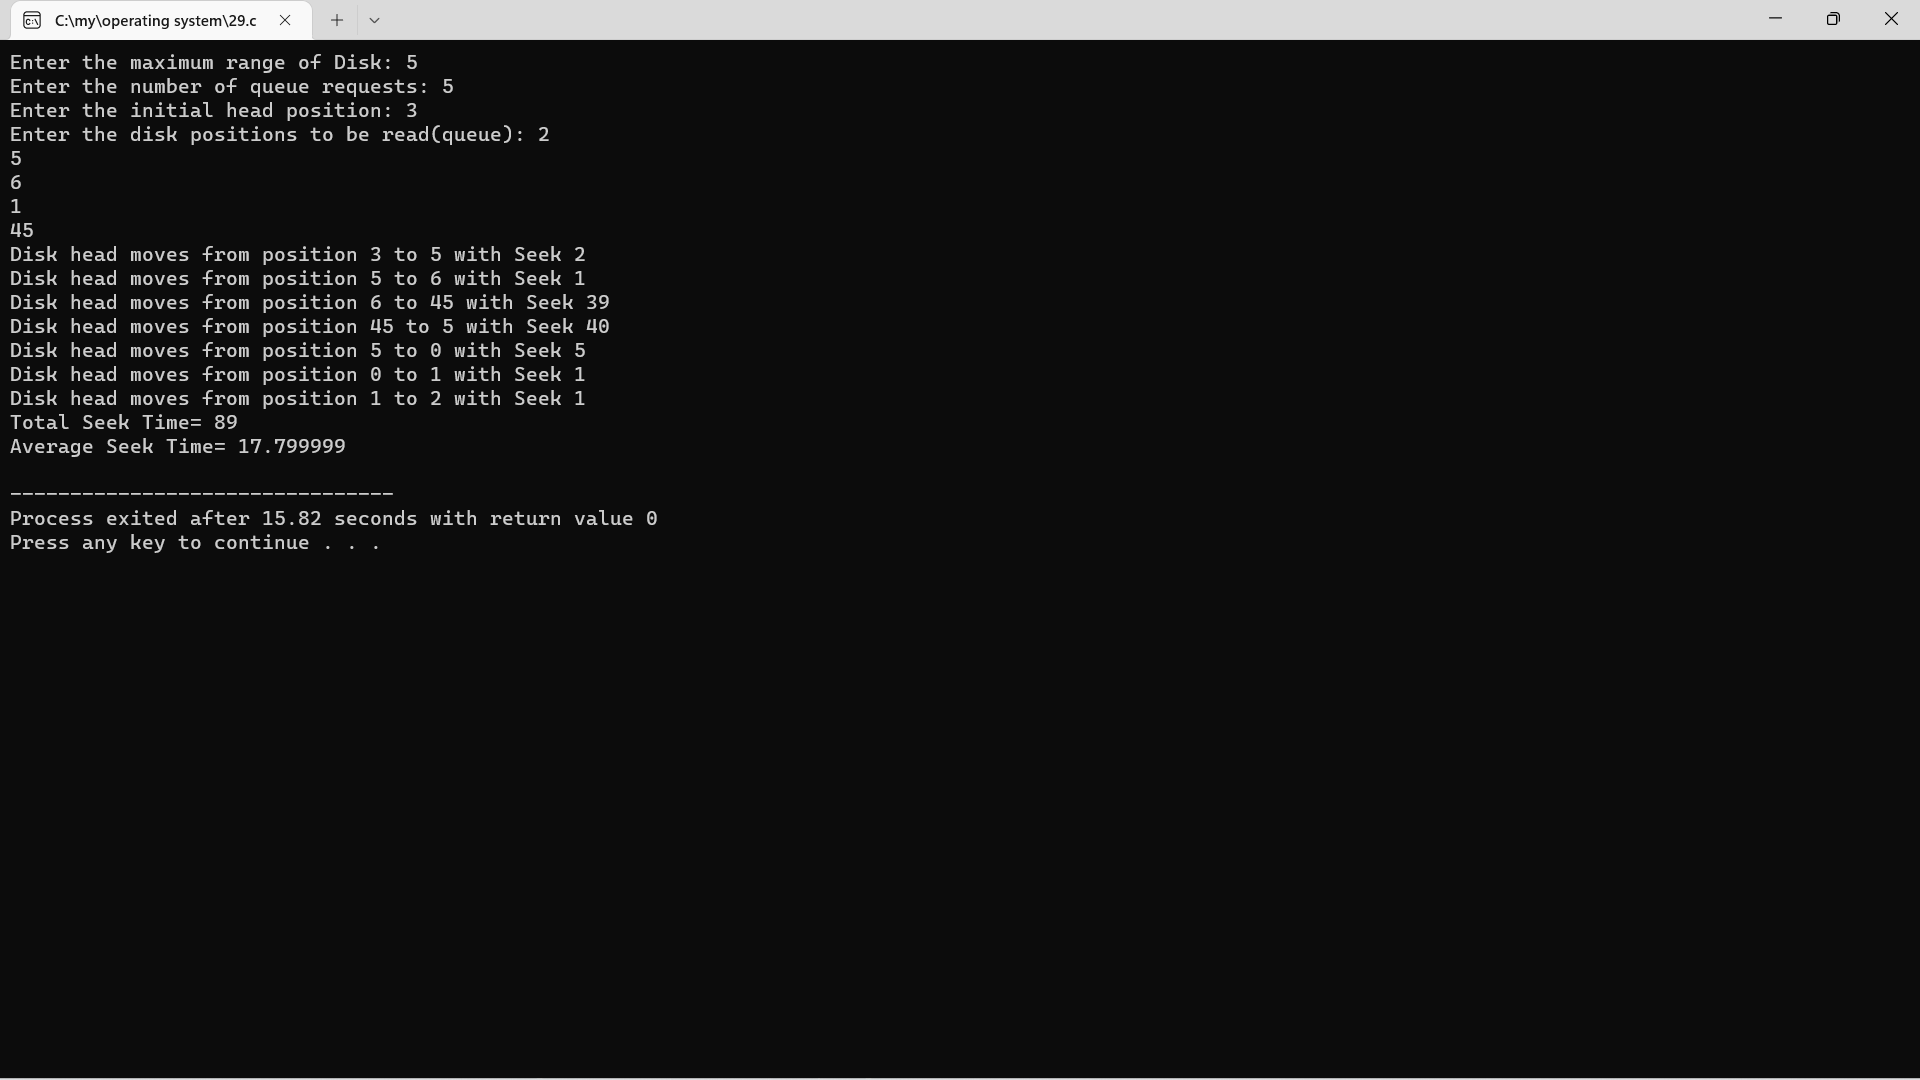 C:\my\operating system\29.c
Enter the maximum range of Disk: 5
Enter the number of queue requests: 5
Enter the initial head position: 3
Enter the disk positions to be read(queue): 2
5
6
1
45
Disk head moves from position 3 to 5 with Seek 2
Disk head moves from position 5 to 6 with Seek 1
Disk head moves from position 6 to 45 with Seek 39
Disk head moves from position 45 to 5 with Seek 40
Disk head moves from position 5 to 0 with Seek 5
Disk head moves from position 0 to 1 with Seek 1
Disk head moves from position 1 to 2 with Seek 1
Total Seek Time= 89
Average Seek Time= 17.799999
--------------------------------
Process exited after 15.82 seconds with return value 0
Press any key to continue . . .